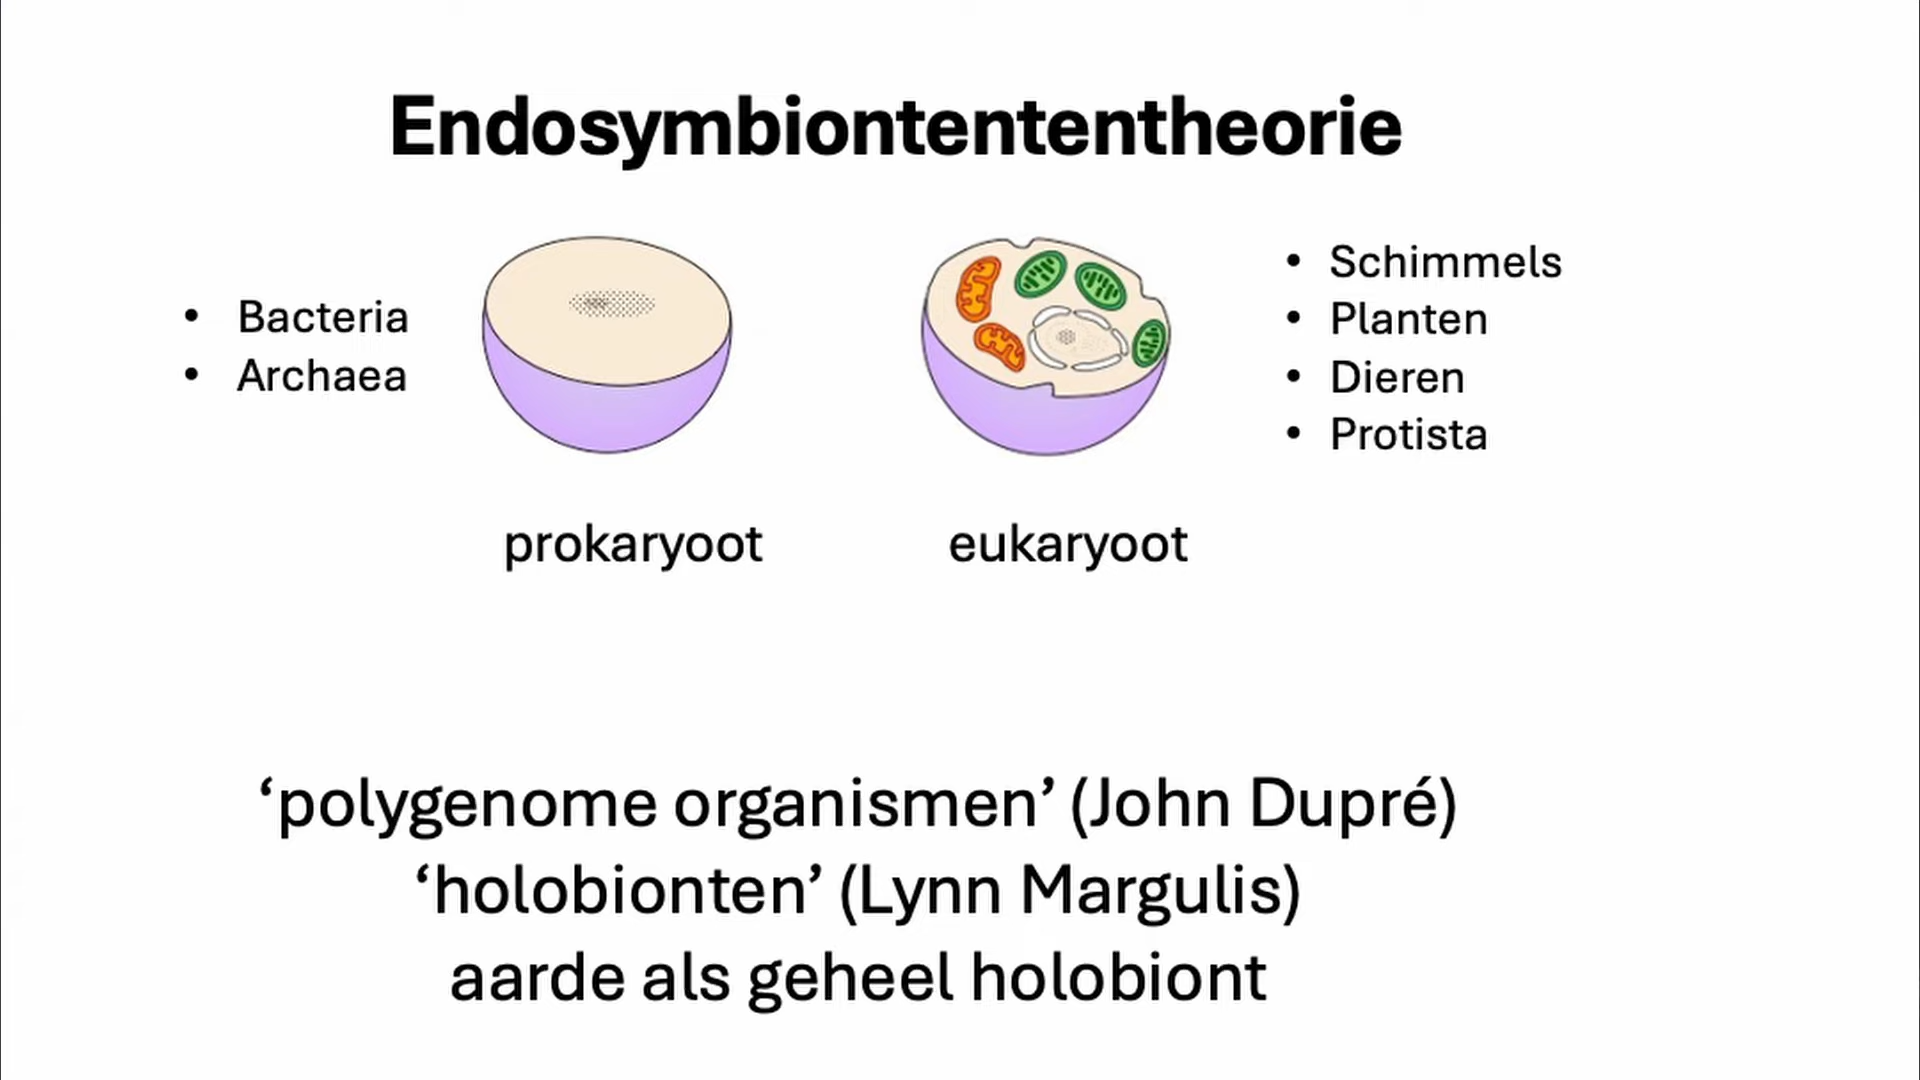 Endosymbiontententheorie
• Bacteria
• Archaea
• Schimmels
• Planten
• Dieren
• Protista
prokaryoot
eukaryoot
‘polygenome organismen’ (John Dupré)
‘holobionten’ (Lynn Margulis)
aarde als geheel holobiont